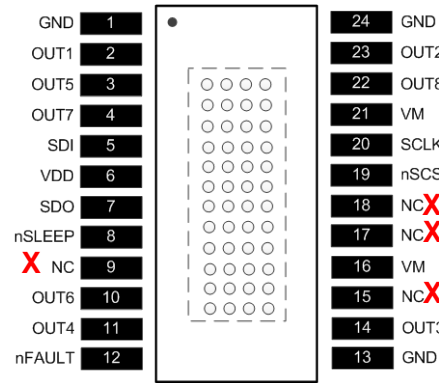 GND 1
OUT1 2
OUT5 3
OUT7 4
SDI 5
VDD 6
SDO 7
nSLEEP 8
X NC 9
OUT6 10
OUT4 11
nFAULT 12
24 GND
23 OUT2
22 OUT8
21 VM
20 SCLK
19 nSCS
18 NC X
17 NC X
16 VM
15 NC X
14 OUT3
13 GND